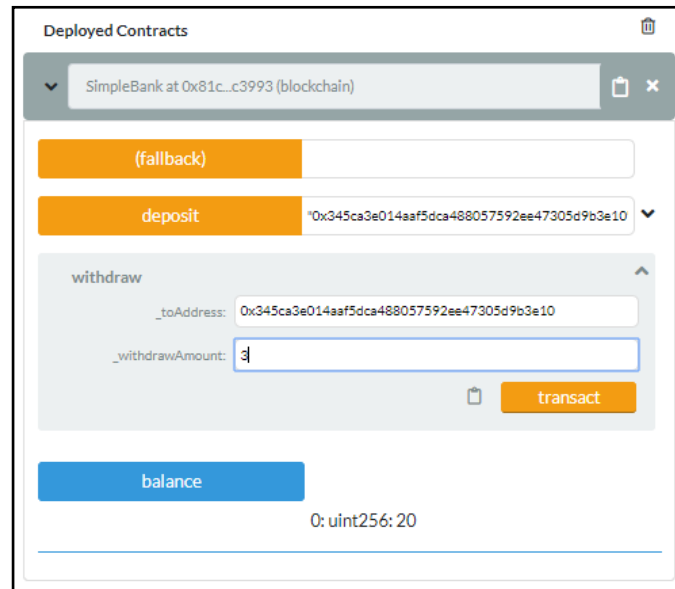 Deployed Contracts
SimpleBank at 0x81c...c3993 (blockchain)
(fallback)
deposit "0x345ca3e014aaf5dca488057592ee47305d9b3e10
withdraw
_toAddress: 0x345ca3e014aaf5dca488057592ee47305d9b3e10
_withdrawAmount: 3
transact
balance
0: uint256: 20